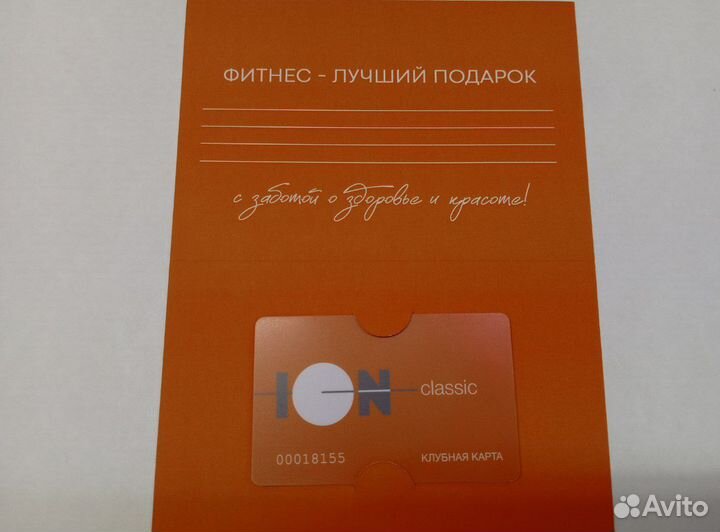 ФИТНЕС - ЛУЧШИЙ ПОДАРОК
с заботой о здоровье и красоте!
ION classic
00018155 КЛУБНАЯ КАРТА
Avito